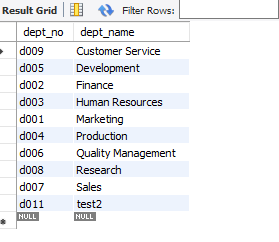 Result Grid Filter Rows:
dept_no dept_name
d009 Customer Service
d005 Development
d002 Finance
d003 Human Resources
d001 Marketing
d004 Production
d006 Quality Management
d008 Research
d007 Sales
d011 test2
NULL NULL